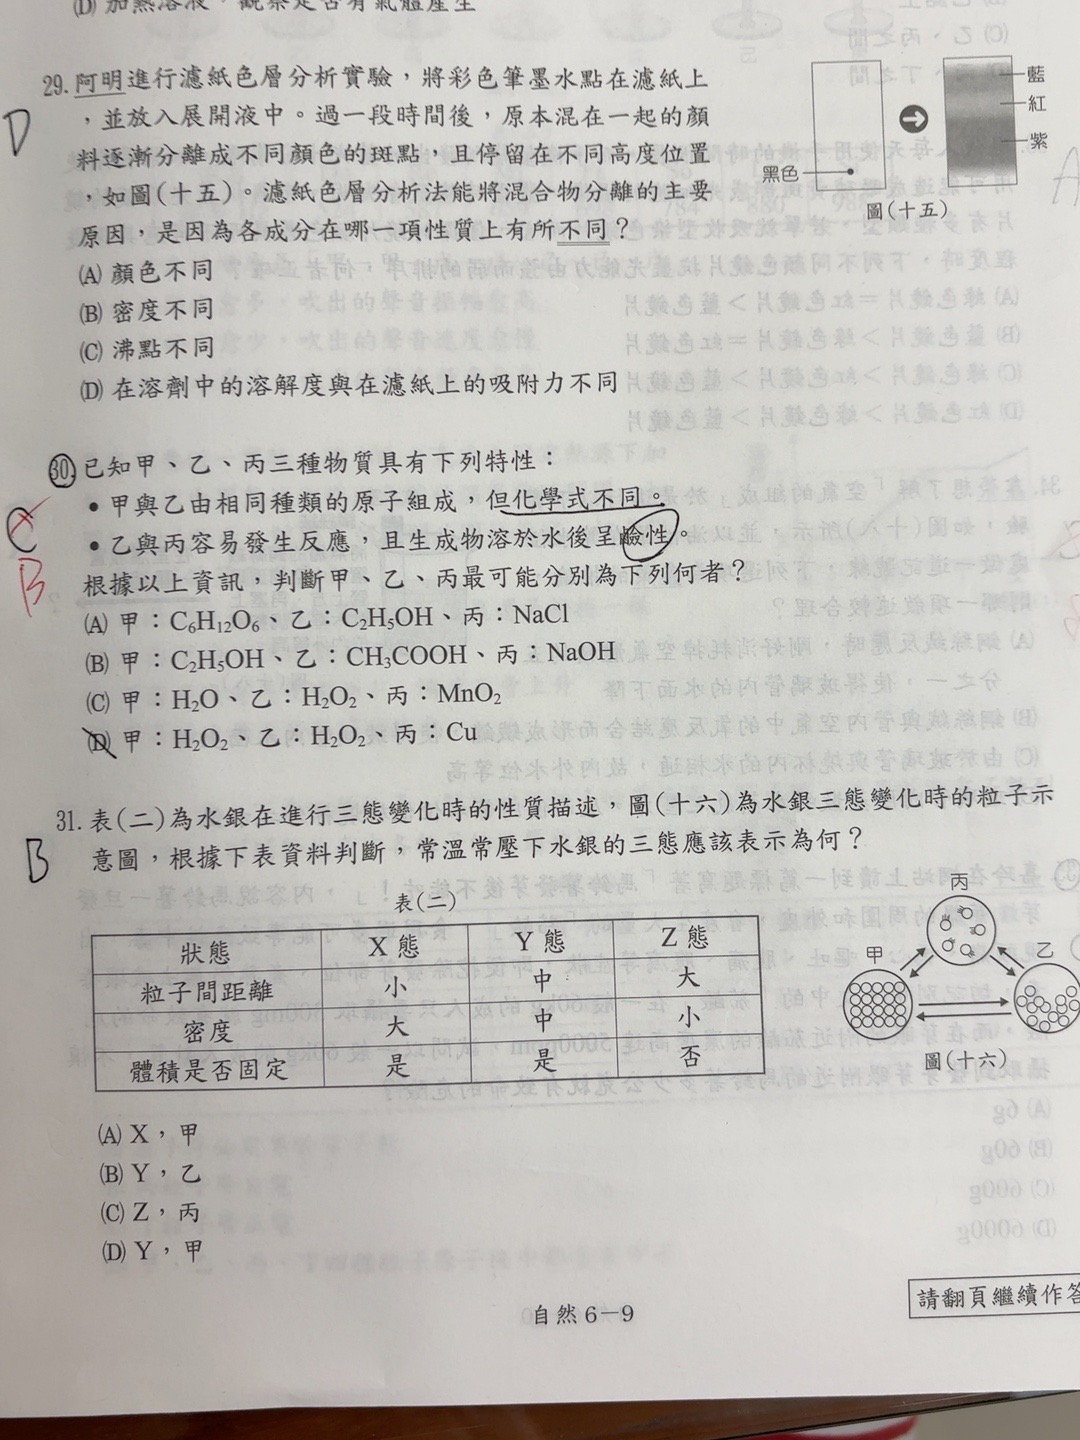 (D) 加熱溶液，觀察是否有氣體產生
29. 阿明進行濾紙色層分析實驗，將彩色筆墨水點在濾紙上
，並放入展開液中。過一段時間後，原本混在一起的顏
料逐漸分離成不同顏色的斑點，且停留在不同高度位置
，如圖(十五)。濾紙色層分析法能將混合物分離的主要
原因，是因為各成分在哪一項性質上有所不同？
(A) 顏色不同
(B) 密度不同
(C) 沸點不同
(D) 在溶劑中的溶解度與在濾紙上的吸附力不同
D
黑色
藍
紅
紫
圖(十五)
30. 已知甲、乙、丙三種物質具有下列特性：
• 甲與乙由相同種類的原子組成，但化學式不同。
• 乙與丙容易發生反應，且生成物溶於水後呈鹼性。
根據以上資訊，判斷甲、乙、丙最可能分別為下列何者？
(A) 甲：C₆H₁₂O₆、乙：C₂H₅OH、丙：NaCl
(B) 甲：C₂H₅OH、乙：CH₃COOH、丙：NaOH
(C) 甲：H₂O、乙：H₂O₂、丙：MnO₂
(D) 甲：H₂O₂、乙：H₂O₂、丙：Cu
C
B
31. 表(二)為水銀在進行三態變化時的性質描述，圖(十六)為水銀三態變化時的粒子示
意圖，根據下表資料判斷，常溫常壓下水銀的三態應該表示為何？
B
表(二)
狀態 X 態 Y 態 Z 態
粒子間距離 小 中 大
密度 大 中 小
體積是否固定 是 是 否
丙
甲
乙
圖(十六)
(A) X，甲
(B) Y，乙
(C) Z，丙
(D) Y，甲
自然 6－9
請翻頁繼續作答